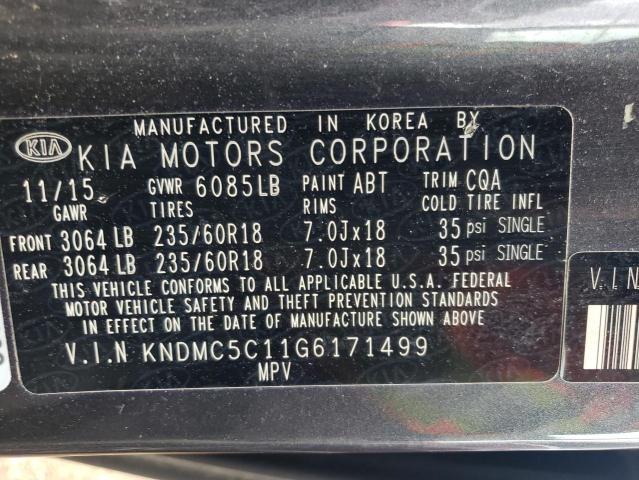 MANUFACTURED IN KOREA BY
KIA KIA MOTORS CORPORATION
11/15 GVWR 6085LB PAINT ABT TRIM CQA
GAWR TIRES RIMS COLD TIRE INFL
FRONT 3064 LB 235/60R18 7.0Jx18 35 psi SINGLE
REAR 3064 LB 235/60R18 7.0Jx18 35 psi SINGLE
THIS VEHICLE CONFORMS TO ALL APPLICABLE U.S.A. FEDERAL
MOTOR VEHICLE SAFETY AND THEFT PREVENTION STANDARDS
IN EFFECT ON THE DATE OF MANUFACTURE SHOWN ABOVE.
V.I.N KNDMC5C11G6171499
MPV
V.I.N